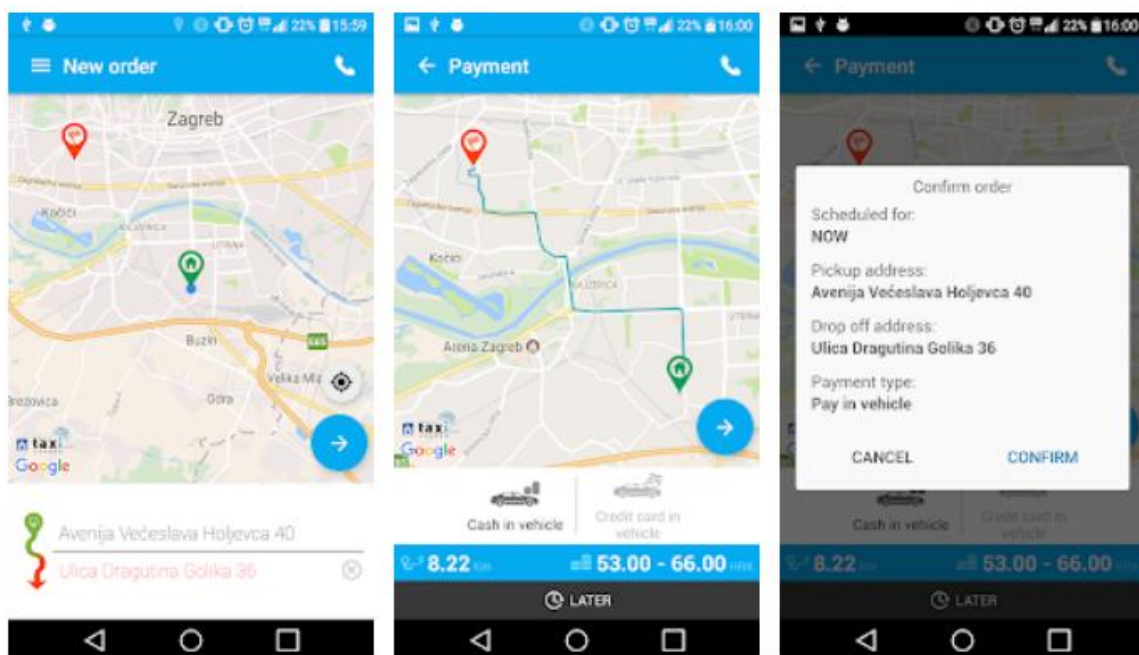 22% 15:59
New order
Zagreb
Kočići
Buzin
Velika Mla
Odra
Brezovica
taxi
Google
Avenija Većeslava Holjevca 40
Ulica Dragutina Golika 36
22% 16:00
Payment
Kočići
Arena Zagreb
taxi
Google
Cash in vehicle
Credit card in
vehicle
8.22 km
53.00 - 66.00 HRK
LATER
22% 16:00
Payment
Confirm order
Scheduled for:
NOW
Pickup address:
Avenija Većeslava Holjevca 40
Drop off address:
Ulica Dragutina Golika 36
Payment type:
Pay in vehicle
CANCEL
CONFIRM
Cash in vehicle
Credit card in
vehicle
8.22 km
53.00 - 66.00 HRK
LATER